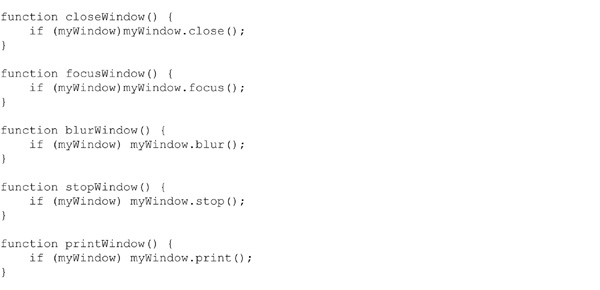 function closeWindow() {
    if (myWindow)myWindow.close();
}

function focusWindow() {
    if (myWindow)myWindow.focus();
}

function blurWindow() {
    if (myWindow) myWindow.blur();
}

function stopWindow() {
    if (myWindow) myWindow.stop();
}

function printWindow() {
    if (myWindow) myWindow.print();
}